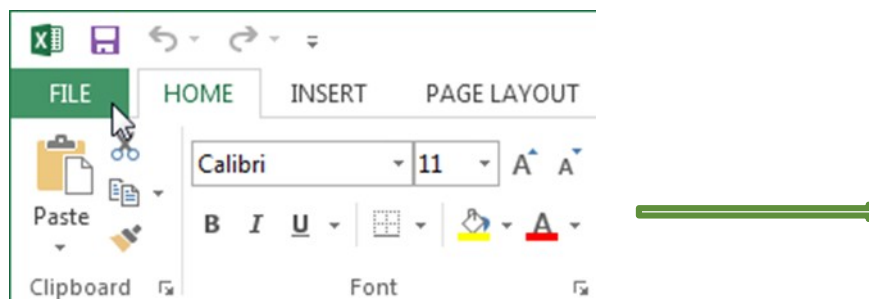 FILE HOME INSERT PAGE LAYOUT
Calibri 11 A A
Paste B I U A
Clipboard Font